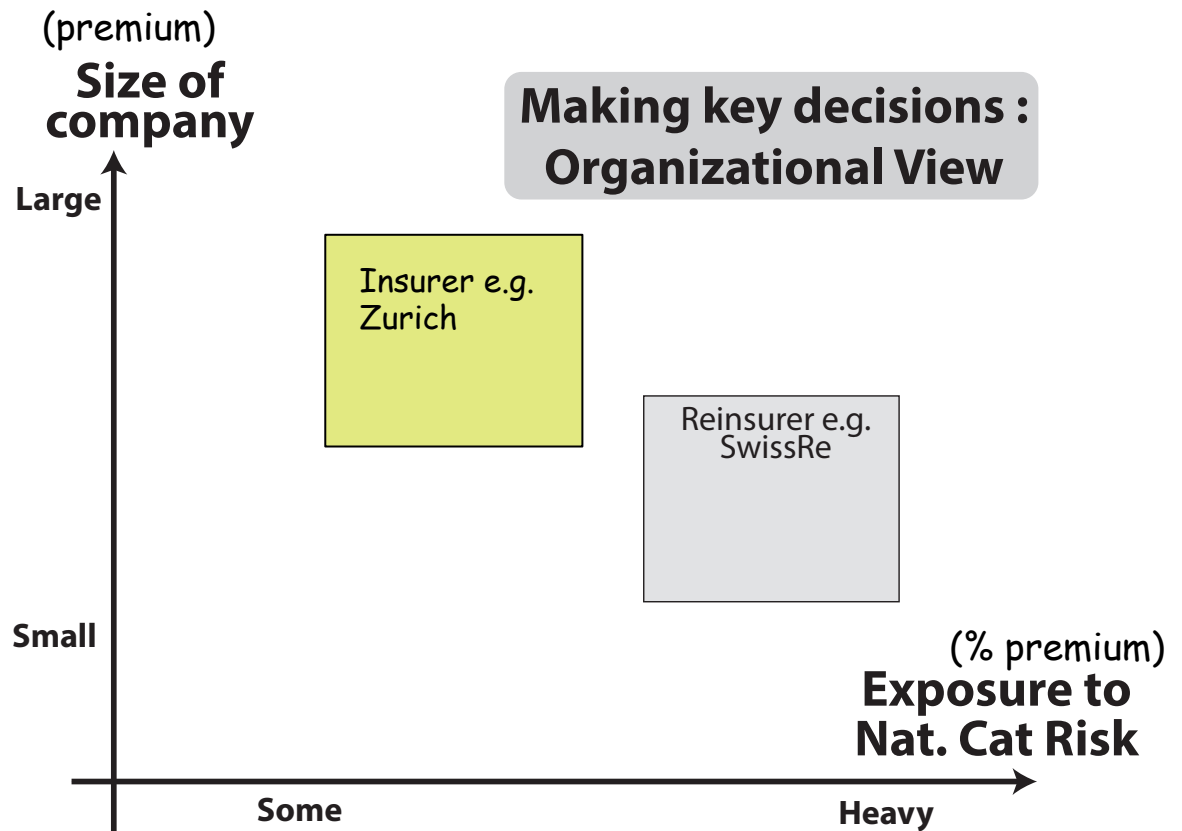 (premium)
Size of
company
Making key decisions :
Organizational View
Large
Insurer e.g.
Zurich
Reinsurer e.g.
SwissRe
Small
(% premium)
Exposure to
Nat. Cat Risk
Some
Heavy